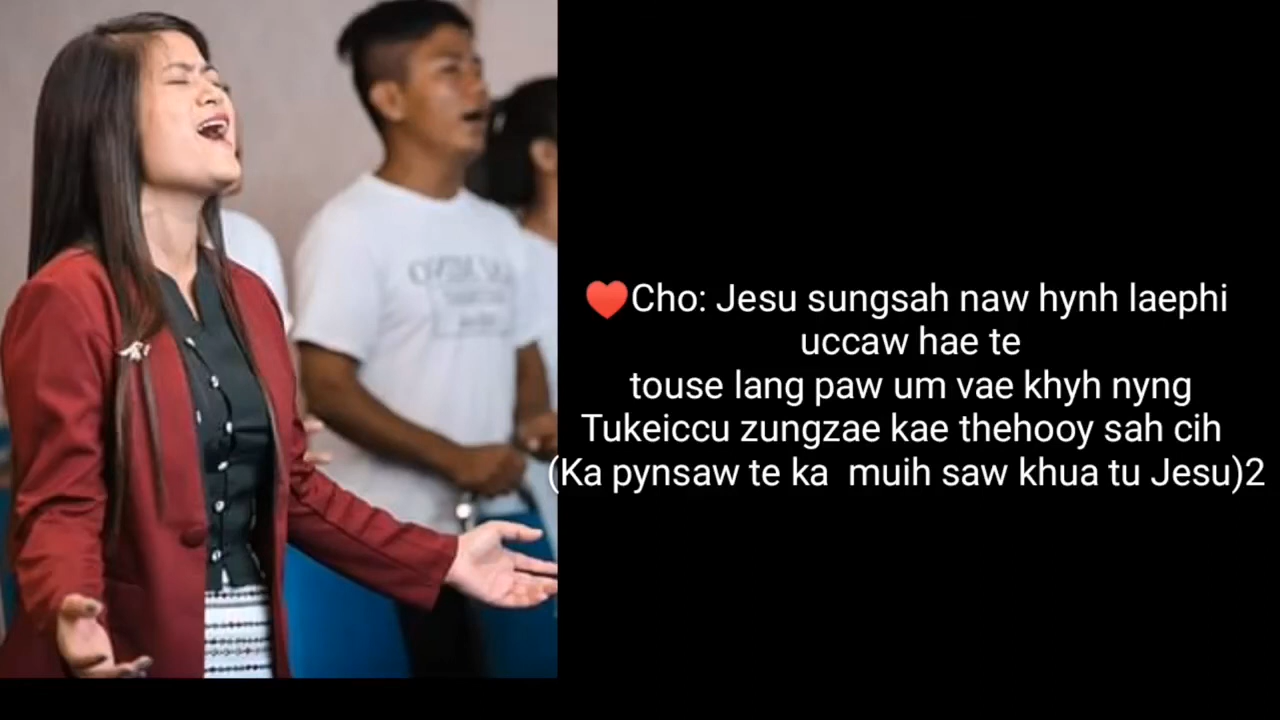 ❤️Cho: Jesu sungsah naw hynh laephi
uccaw hae te
touse lang paw um vae khyh nyng
Tukeiccu zungzae kae thehooy sah cih
(Ka pynsaw te ka muih saw khua tu Jesu)2